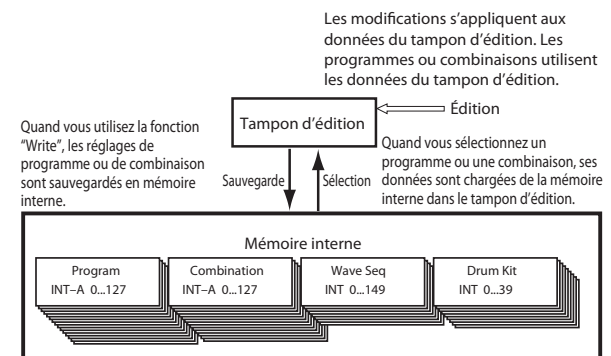 Les modifications s’appliquent aux
données du tampon d’édition. Les
programmes ou combinaisons utilisent
les données du tampon d’édition.
Tampon d’édition
Édition
Quand vous utilisez la fonction
“Write”, les réglages de
programme ou de combinaison
sont sauvegardés en mémoire
interne.
Sauvegarde
Sélection
Quand vous sélectionnez un
programme ou une combinaison, ses
données sont chargées de la mémoire
interne dans le tampon d’édition.
Mémoire interne
Program
INT–A 0...127
Combination
INT–A 0...127
Wave Seq
INT 0...149
Drum Kit
INT 0...39